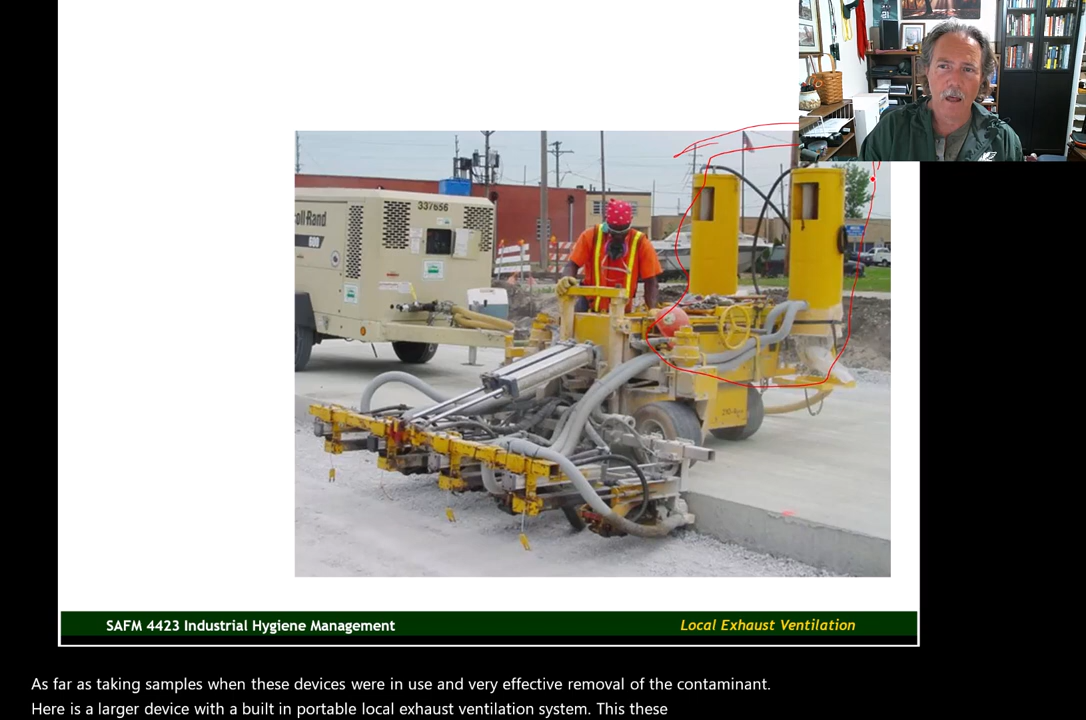 337656
oll-Rand
600
SAFM 4423 Industrial Hygiene Management
Local Exhaust Ventilation
As far as taking samples when these devices were in use and very effective removal of the contaminant.
Here is a larger device with a built in portable local exhaust ventilation system. This these